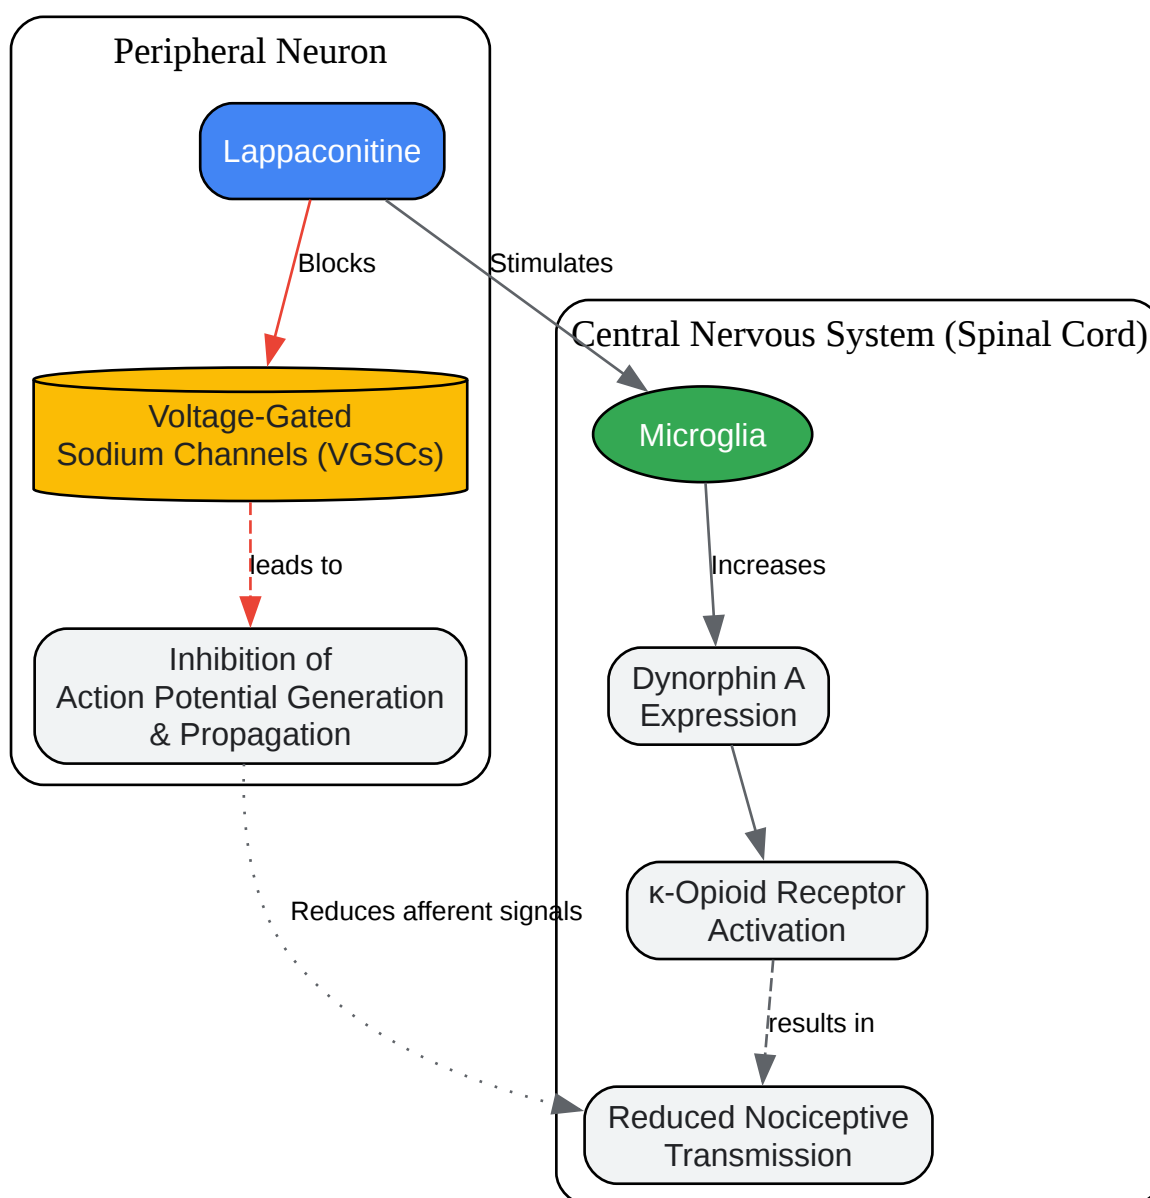 Peripheral Neuron
Lappaconitine
Blocks
Stimulates
Central Nervous System (Spinal Cord)
Voltage-Gated
Sodium Channels (VGSCs)
Microglia
leads to
Increases
Inhibition of
Action Potential Generation
& Propagation
Dynorphin A
Expression
κ-Opioid Receptor
Activation
Reduces afferent signals
results in
Reduced Nociceptive
Transmission